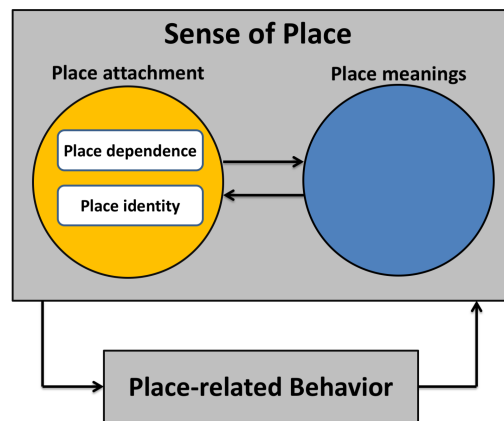 Sense of Place
Place attachment
Place meanings
Place dependence
Place identity
Place-related Behavior